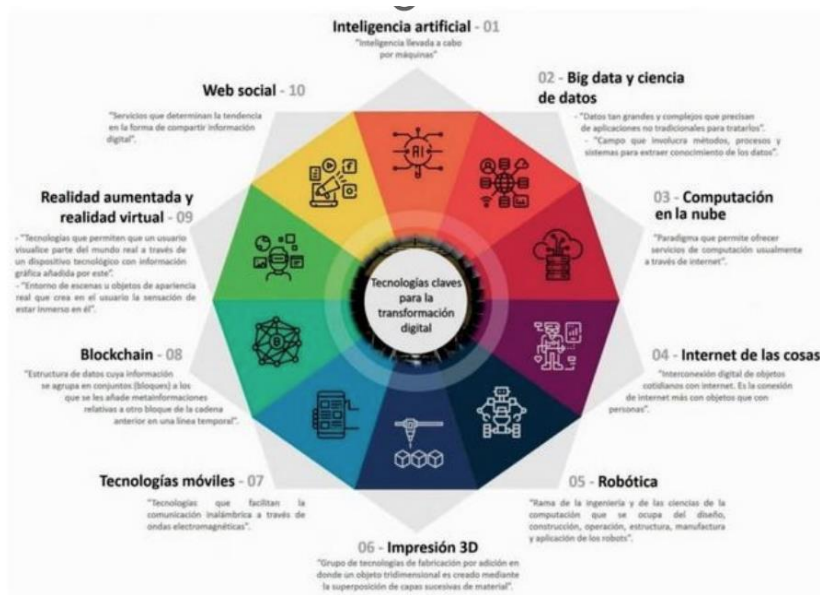 Inteligencia artificial - 01
"Inteligencia llevada a cabo
por máquinas"
02 - Big data y ciencia
de datos
- "Datos tan grandes y complejos que precisan
de aplicaciones no tradicionales para tratarlos".
- "Campo que involucra métodos, procesos y
sistemas para extraer conocimiento de los datos".
03 - Computación
en la nube
"Paradigma que permite ofrecer
servicios de computación usualmente
a través de internet".
04 - Internet de las cosas
"Interconexión digital de objetos
cotidianos con internet. Es la conexión
de internet más con objetos que con
personas".
05 - Robótica
"Rama de la ingeniería y de las ciencias de la
computación que se ocupa del diseño,
construcción, operación, estructura, manufactura
y aplicación de los robots".
06 - Impresión 3D
"Grupo de tecnologías de fabricación por adición en
donde un objeto tridimensional es creado mediante
la superposición de capas sucesivas de material".
Tecnologías móviles - 07
"Tecnologías que facilitan la
comunicación inalámbrica a través de
ondas electromagnéticas".
Blockchain - 08
"Estructura de datos cuya información
se agrupa en conjuntos (bloques) a los
que se les añade metainformaciones
relativas a otro bloque de la cadena
anterior en una línea temporal".
Realidad aumentada y
realidad virtual - 09
- "Tecnologías que permiten que un usuario
visualice parte del mundo real a través de
un dispositivo tecnológico con información
gráfica añadida por este".
- "Entorno de escenas u objetos de apariencia
real que crea en el usuario la sensación de
estar inmerso en él".
Web social - 10
"Servicios que determinan la tendencia
en la forma de compartir información
digital".
AI
B
Tecnologías claves
para la
transformación
digital